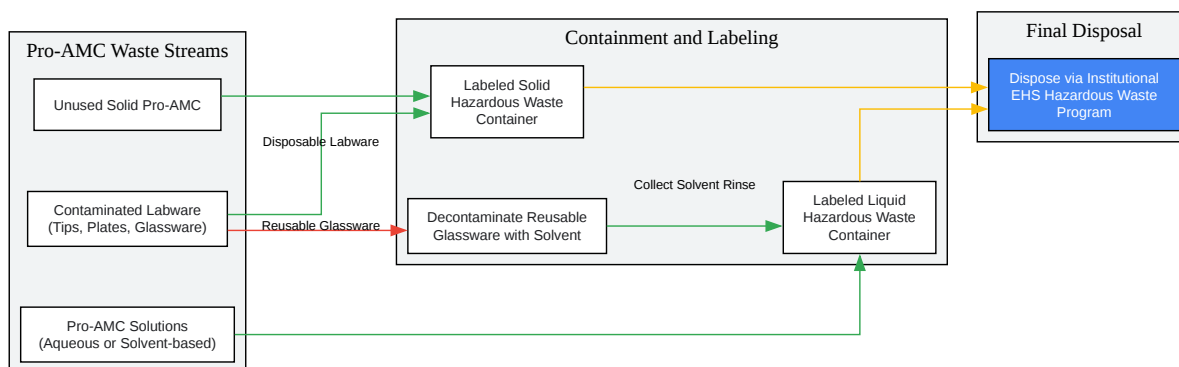 Pro-AMC Waste Streams
Unused Solid Pro-AMC
Contaminated Labware
(Tips, Plates, Glassware)
Pro-AMC Solutions
(Aqueous or Solvent-based)
Disposable Labware
Reusable Glassware
Containment and Labeling
Labeled Solid
Hazardous Waste
Container
Decontaminate Reusable
Glassware with Solvent
Collect Solvent Rinse
Labeled Liquid
Hazardous Waste
Container
Final Disposal
Dispose via Institutional
EHS Hazardous Waste
Program